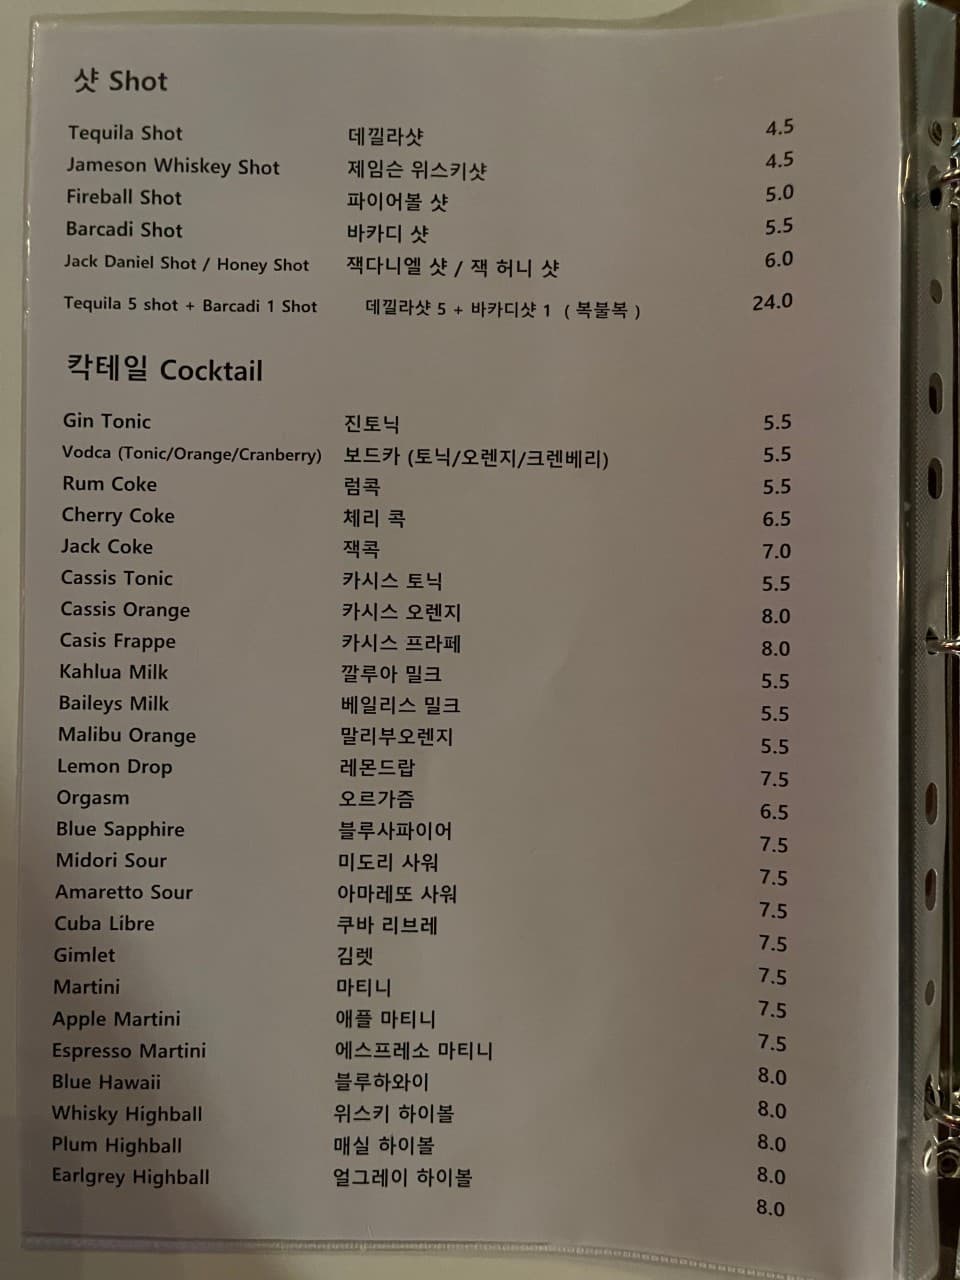 샷 Shot
Tequila Shot 데낄라샷 4.5
Jameson Whiskey Shot 제임슨 위스키샷 4.5
Fireball Shot 파이어볼 샷 5.0
Barcadi Shot 바카디 샷 5.5
Jack Daniel Shot / Honey Shot 잭다니엘 샷 / 잭 허니 샷 6.0
Tequila 5 shot + Barcadi 1 Shot 데낄라샷 5 + 바카디샷 1 ( 복불복 ) 24.0
칵테일 Cocktail
Gin Tonic 진토닉 5.5
Vodca (Tonic/Orange/Cranberry) 보드카 (토닉/오렌지/크렌베리) 5.5
Rum Coke 럼콕 5.5
Cherry Coke 체리 콕 6.5
Jack Coke 잭콕 7.0
Cassis Tonic 카시스 토닉 5.5
Cassis Orange 카시스 오렌지 8.0
Casis Frappe 카시스 프라페 8.0
Kahlua Milk 깔루아 밀크 5.5
Baileys Milk 베일리스 밀크 5.5
Malibu Orange 말리부오렌지 5.5
Lemon Drop 레몬드랍 7.5
Orgasm 오르가즘 6.5
Blue Sapphire 블루사파이어 7.5
Midori Sour 미도리 사워 7.5
Amaretto Sour 아마레또 사워 7.5
Cuba Libre 쿠바 리브레 7.5
Gimlet 김렛 7.5
Martini 마티니 7.5
Apple Martini 애플 마티니 7.5
Espresso Martini 에스프레소 마티니 8.0
Blue Hawaii 블루하와이 8.0
Whisky Highball 위스키 하이볼 8.0
Plum Highball 매실 하이볼 8.0
Earlgrey Highball 얼그레이 하이볼 8.0